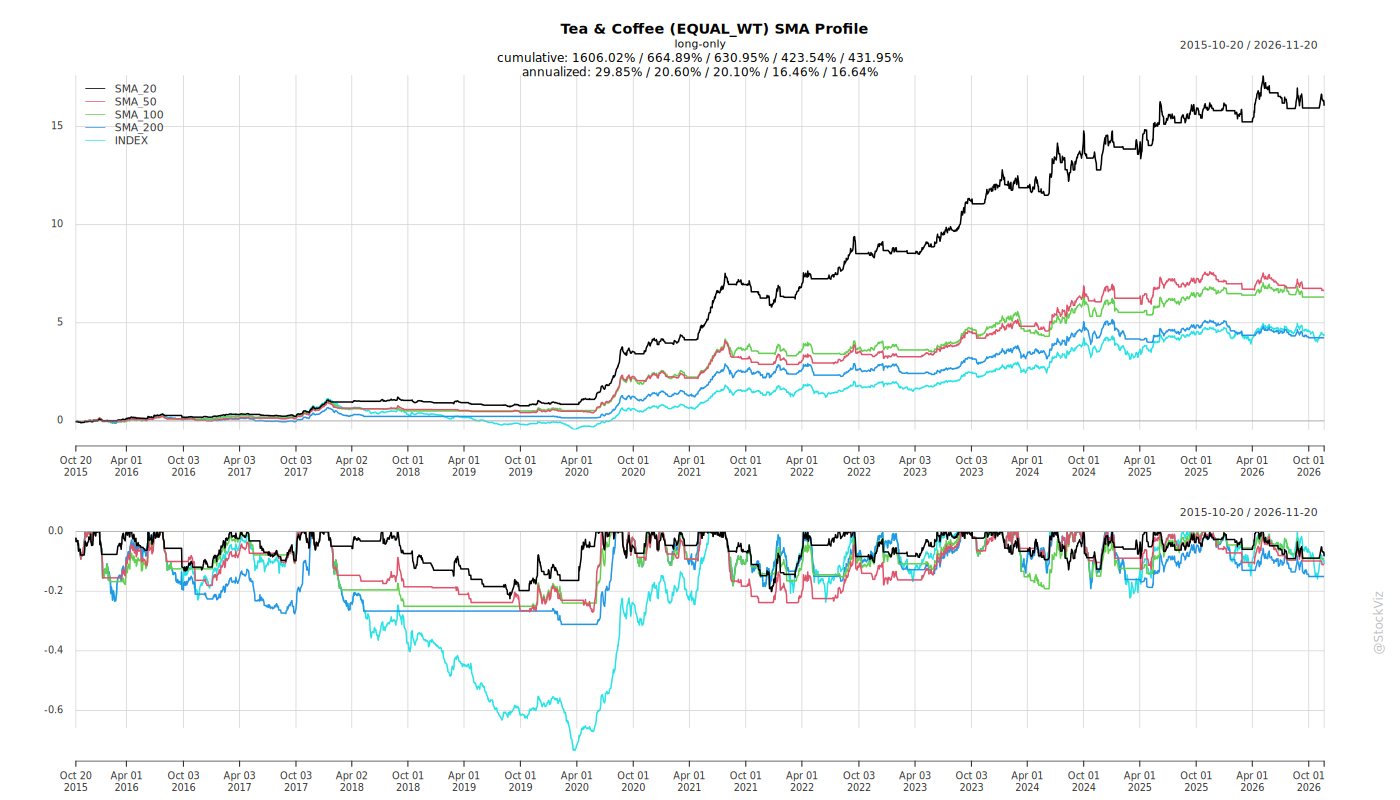 Tea & Coffee (EQUAL_WT) SMA Profile
long-only
cumulative: 1606.02% / 664.89% / 630.95% / 423.54% / 431.95%
annualized: 29.85% / 20.60% / 20.10% / 16.46% / 16.64%
2015-10-20 / 2026-11-20
SMA_20
SMA_50
SMA_100
SMA_200
INDEX
15
10
5
0
Oct 20 Apr 01 Oct 03 Apr 03 Oct 03 Apr 02 Oct 01 Apr 01 Oct 01 Apr 01 Oct 01 Apr 01 Oct 01 Apr 01 Oct 03 Apr 03 Oct 03 Apr 01 Oct 01 Apr 01 Oct 01 Apr 01 Oct 01
2015 2016 2016 2017 2017 2018 2018 2019 2019 2020 2020 2021 2021 2022 2022 2023 2023 2024 2024 2025 2025 2026 2026
2015-10-20 / 2026-11-20
0.0
-0.2
-0.4
-0.6
Oct 20 Apr 01 Oct 03 Apr 03 Oct 03 Apr 02 Oct 01 Apr 01 Oct 01 Apr 01 Oct 01 Apr 01 Oct 01 Apr 01 Oct 03 Apr 03 Oct 03 Apr 01 Oct 01 Apr 01 Oct 01 Apr 01 Oct 01
2015 2016 2016 2017 2017 2018 2018 2019 2019 2020 2020 2021 2021 2022 2022 2023 2023 2024 2024 2025 2025 2026 2026
@StockViz